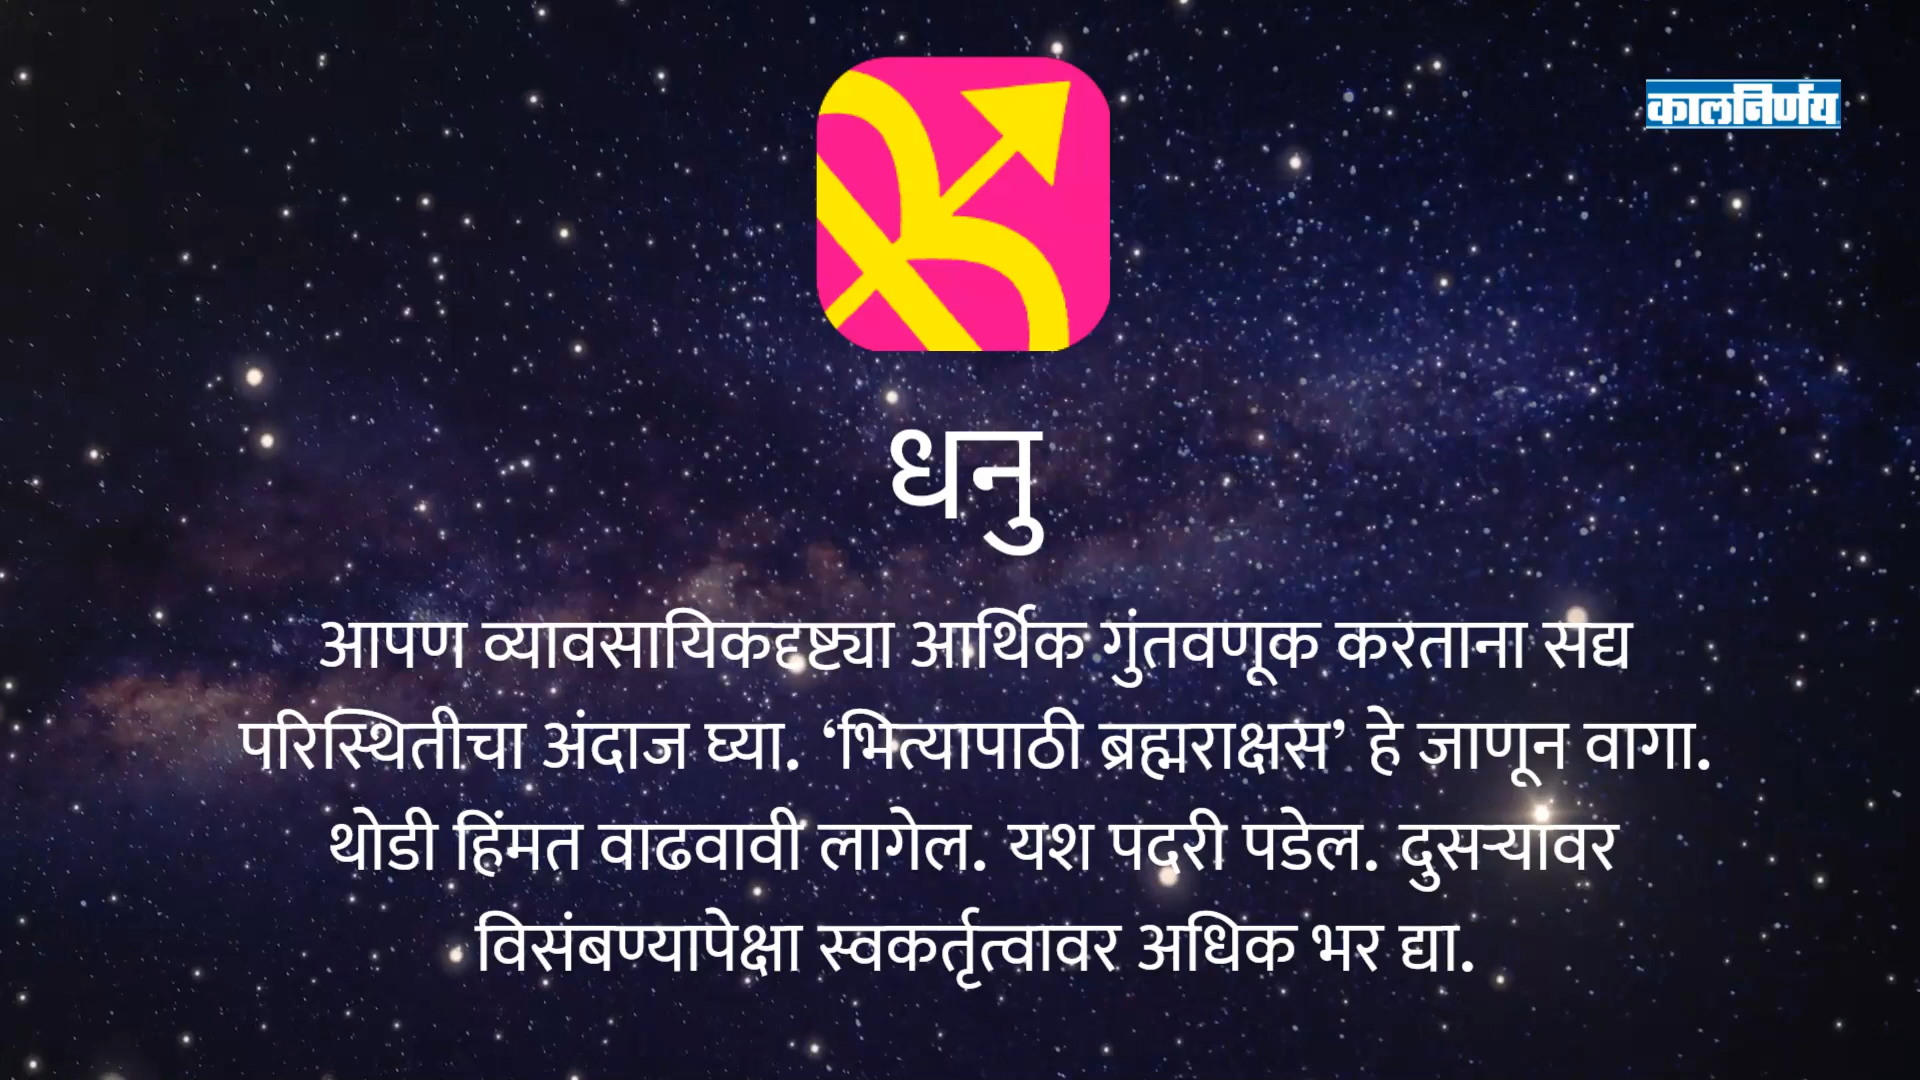 कालनिर्णय
धनु
आपण व्यावसायिकदृष्ट्या आर्थिक गुंतवणूक करताना सद्य
परिस्थितीचा अंदाज घ्या. ‘भित्यापाठी ब्रह्मराक्षस’ हे जाणून वागा.
थोडी हिंमत वाढवावी लागेल. यश पदरी पडेल. दुसऱ्यावर
विसंबण्यापेक्षा स्वकर्तृत्वावर अधिक भर द्या.